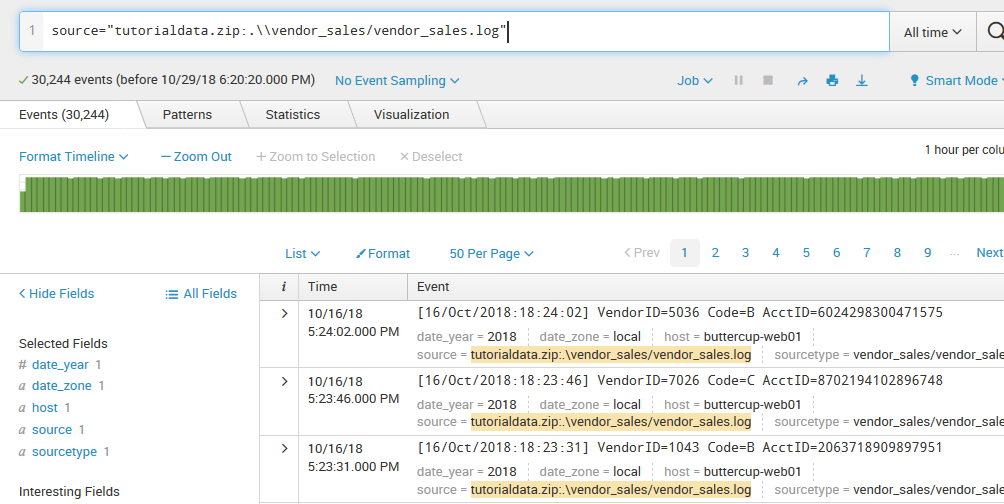 1 source="tutorialdata.zip:.\\vendor_sales/vendor_sales.log" All time
30,244 events (before 10/29/18 6:20:20.000 PM) No Event Sampling Job Smart Mode
Events (30,244) Patterns Statistics Visualization
Format Timeline Zoom Out Zoom to Selection Deselect 1 hour per colu
List Format 50 Per Page Prev 1 2 3 4 5 6 7 8 9 ... Next
Hide Fields All Fields
i Time Event
Selected Fields
# date_year 1
a date_zone 1
a host 1
a source 1
a sourcetype 1
Interesting Fields
10/16/18
5:24:02.000 PM
[16/Oct/2018:18:24:02] VendorID=5036 Code=B AcctID=6024298300471575
date_year = 2018 date_zone = local host = buttercup-web01
source = tutorialdata.zip:.\vendor_sales/vendor_sales.log sourcetype = vendor_sales/vendor_sale
10/16/18
5:23:46.000 PM
[16/Oct/2018:18:23:46] VendorID=7026 Code=C AcctID=8702194102896748
date_year = 2018 date_zone = local host = buttercup-web01
source = tutorialdata.zip:.\vendor_sales/vendor_sales.log sourcetype = vendor_sales/vendor_sale
10/16/18
5:23:31.000 PM
[16/Oct/2018:18:23:31] VendorID=1043 Code=B AcctID=2063718909897951
date_year = 2018 date_zone = local host = buttercup-web01
source = tutorialdata.zip:.\vendor_sales/vendor_sales.log sourcetype = vendor_sales/vendor_sale